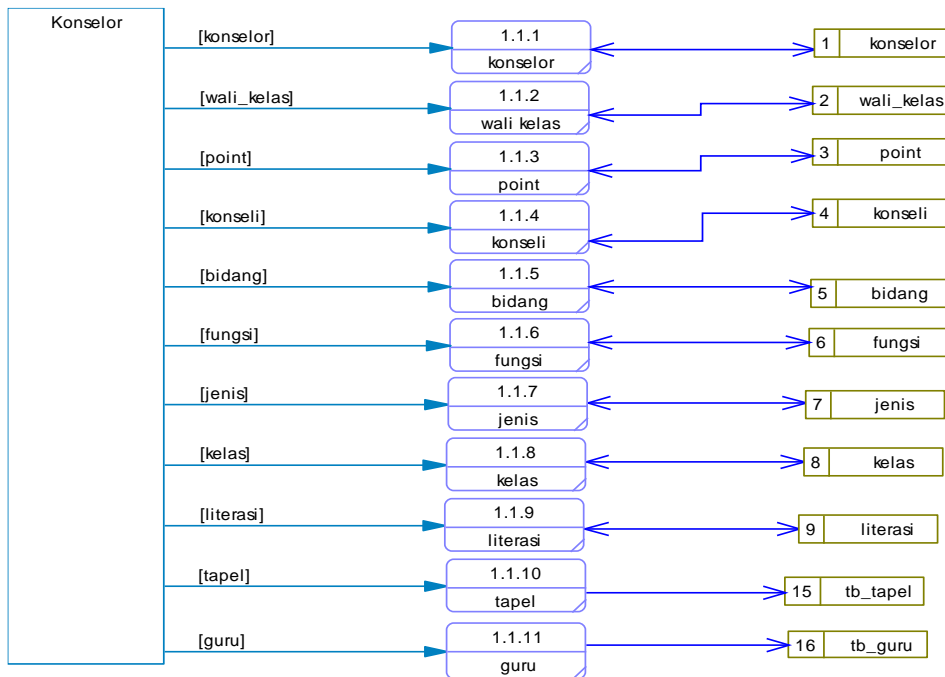 Konselor
[konselor]
1.1.1
konselor
1 konselor
[wali_kelas]
1.1.2
wali kelas
2 wali_kelas
[point]
1.1.3
point
3 point
[konseli]
1.1.4
konseli
4 konseli
[bidang]
1.1.5
bidang
5 bidang
[fungsi]
1.1.6
fungsi
6 fungsi
[jenis]
1.1.7
jenis
7 jenis
[kelas]
1.1.8
kelas
8 kelas
[literasi]
1.1.9
literasi
9 literasi
[tapel]
1.1.10
tapel
15 tb_tapel
[guru]
1.1.11
guru
16 tb_guru